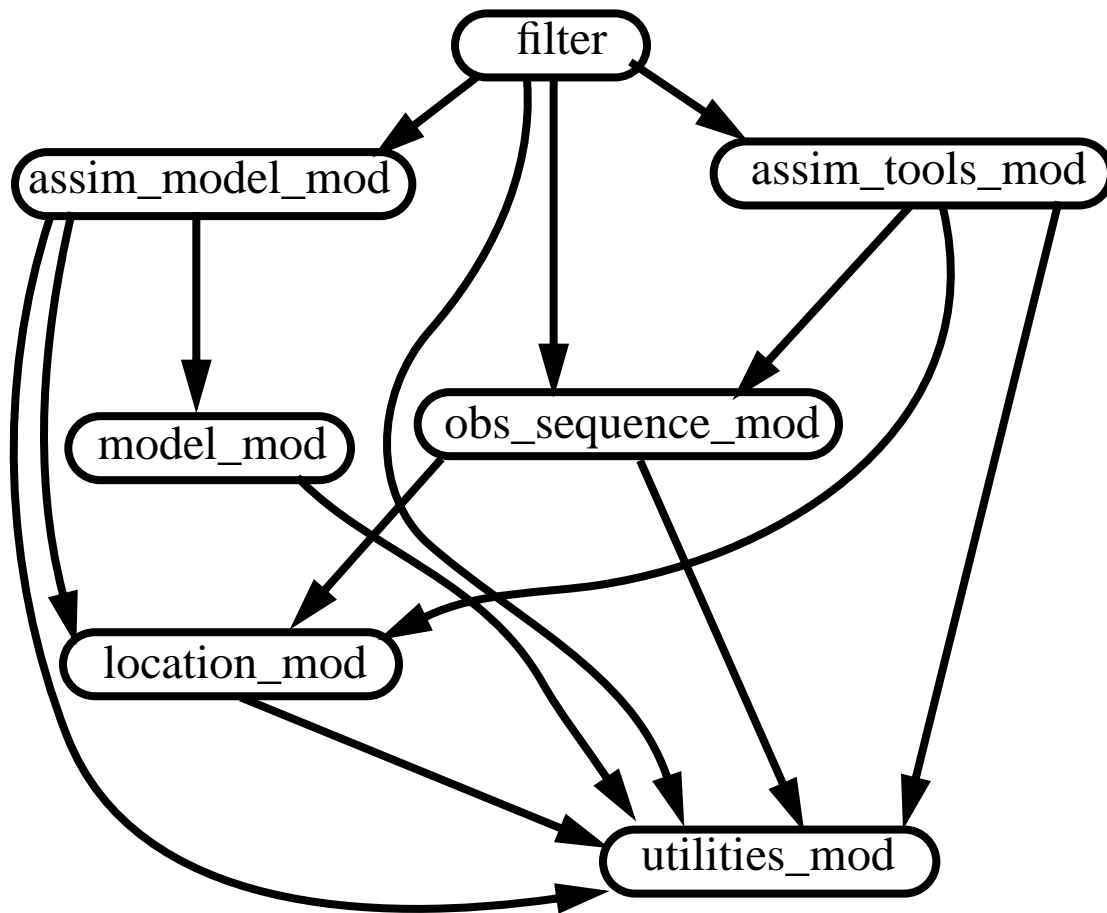 filter
assim_model_mod
assim_tools_mod
model_mod
obs_sequence_mod
location_mod
utilities_mod